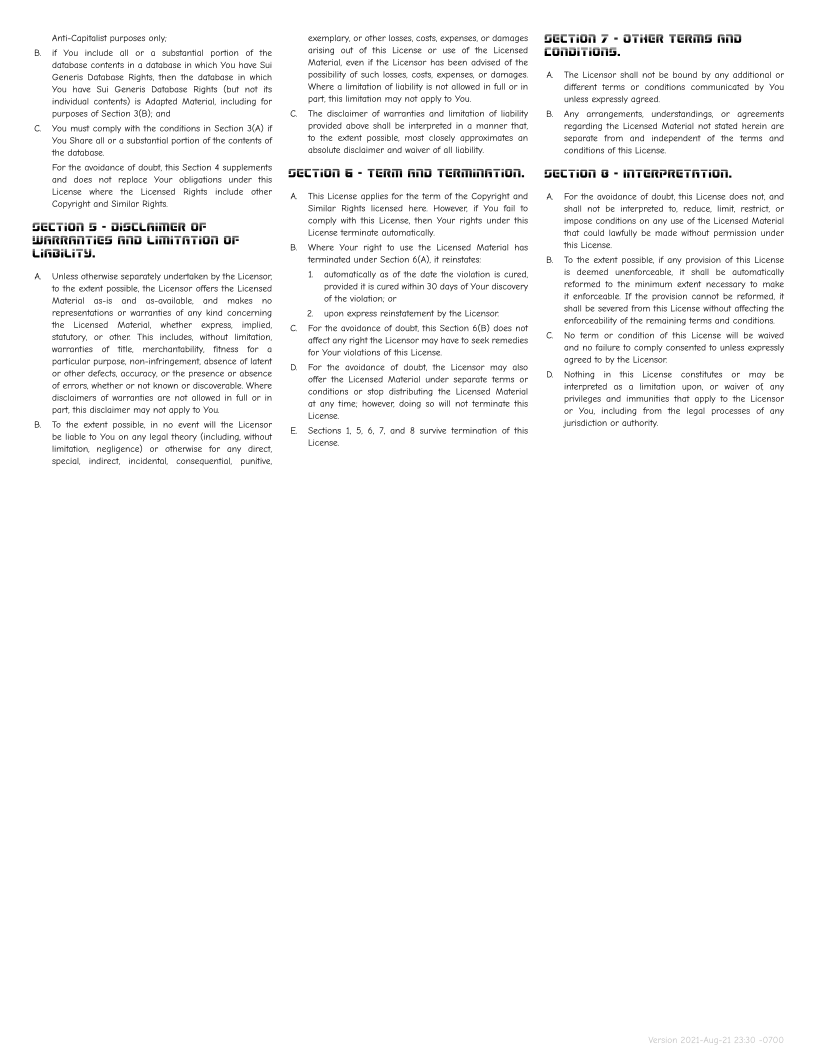 Anti-Capitalist purposes only;
B. if You include all or a substantial portion of the
database contents in a database in which You have Sui
Generis Database Rights, then the database in which
You have Sui Generis Database Rights (but not its
individual contents) is Adapted Material, including for
purposes of Section 3(B); and
C. You must comply with the conditions in Section 3(A) if
You Share all or a substantial portion of the contents of
the database.
For the avoidance of doubt, this Section 4 supplements
and does not replace Your obligations under this
License where the Licensed Rights include other
Copyright and Similar Rights.
SECTION 5 - DISCLAIMER OF
WARRANTIES AND LIMITATION OF
LIABILITY.
A. Unless otherwise separately undertaken by the Licensor,
to the extent possible, the Licensor offers the Licensed
Material as-is and as-available, and makes no
representations or warranties of any kind concerning
the Licensed Material, whether express, implied,
statutory, or other. This includes, without limitation,
warranties of title, merchantability, fitness for a
particular purpose, non-infringement, absence of latent
or other defects, accuracy, or the presence or absence
of errors, whether or not known or discoverable. Where
disclaimers of warranties are not allowed in full or in
part, this disclaimer may not apply to You.
B. To the extent possible, in no event will the Licensor
be liable to You on any legal theory (including, without
limitation, negligence) or otherwise for any direct,
special, indirect, incidental, consequential, punitive,
exemplary, or other losses, costs, expenses, or damages
arising out of this License or use of the Licensed
Material, even if the Licensor has been advised of the
possibility of such losses, costs, expenses, or damages.
Where a limitation of liability is not allowed in full or in
part, this limitation may not apply to You.
C. The disclaimer of warranties and limitation of liability
provided above shall be interpreted in a manner that,
to the extent possible, most closely approximates an
absolute disclaimer and waiver of all liability.
SECTION 6 - TERM AND TERMINATION.
A. This License applies for the term of the Copyright and
Similar Rights licensed here. However, if You fail to
comply with this License, then Your rights under this
License terminate automatically.
B. Where Your right to use the Licensed Material has
terminated under Section 6(A), it reinstates:
1. automatically as of the date the violation is cured,
provided it is cured within 30 days of Your discovery
of the violation; or
2. upon express reinstatement by the Licensor.
C. For the avoidance of doubt, this Section 6(B) does not
affect any right the Licensor may have to seek remedies
for Your violations of this License.
D. For the avoidance of doubt, the Licensor may also
offer the Licensed Material under separate terms or
conditions or stop distributing the Licensed Material
at any time; however, doing so will not terminate this
License.
E. Sections 1, 5, 6, 7, and 8 survive termination of this
License.
SECTION 7 - OTHER TERMS AND
CONDITIONS.
A. The Licensor shall not be bound by any additional or
different terms or conditions communicated by You
unless expressly agreed.
B. Any arrangements, understandings, or agreements
regarding the Licensed Material not stated herein are
separate from and independent of the terms and
conditions of this License.
SECTION 8 - INTERPRETATION.
A. For the avoidance of doubt, this License does not, and
shall not be interpreted to, reduce, limit, restrict, or
impose conditions on any use of the Licensed Material
that could lawfully be made without permission under
this License.
B. To the extent possible, if any provision of this License
is deemed unenforceable, it shall be automatically
reformed to the minimum extent necessary to make
it enforceable. If the provision cannot be reformed, it
shall be severed from this License without affecting the
enforceability of the remaining terms and conditions.
C. No term or condition of this License will be waived
and no failure to comply consented to unless expressly
agreed to by the Licensor.
D. Nothing in this License constitutes or may be
interpreted as a limitation upon, or waiver of, any
privileges and immunities that apply to the Licensor
or You, including from the legal processes of any
jurisdiction or authority.
Version 2021-Aug-21 23:30 -0700